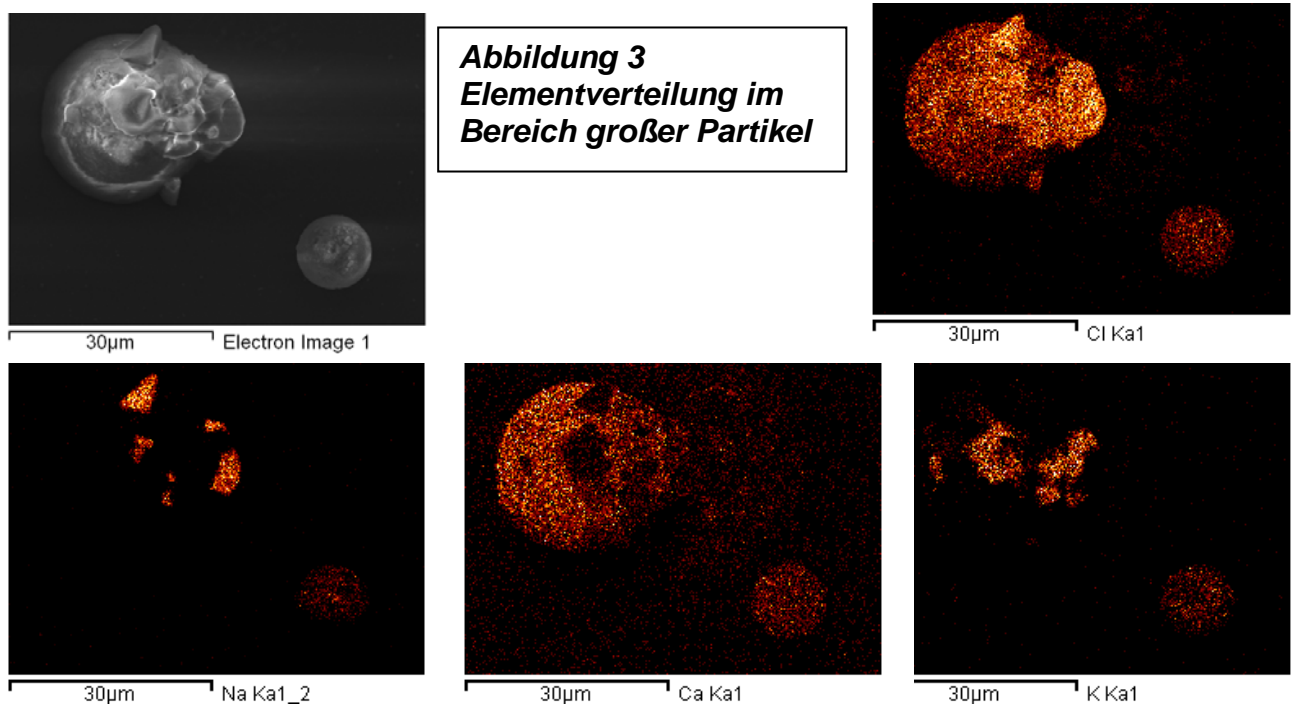 Abbildung 3
Elementverteilung im
Bereich großer Partikel
30µm Electron Image 1
30µm Cl Ka1
30µm Na Ka1_2
30µm Ca Ka1
30µm K Ka1